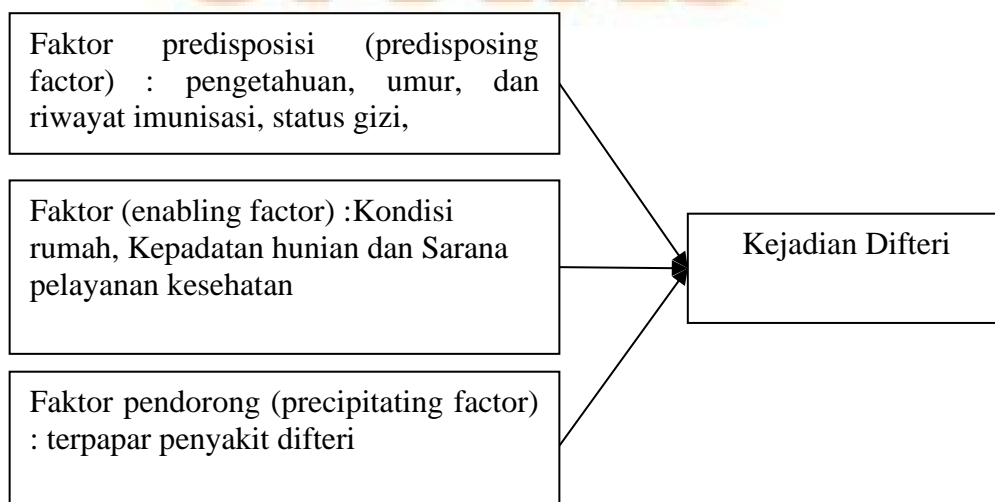 Faktor predisposisi (predisposing
factor) : pengetahuan, umur, dan
riwayat imunisasi, status gizi,
Faktor (enabling factor) :Kondisi
rumah, Kepadatan hunian dan Sarana
pelayanan kesehatan
Faktor pendorong (precipitating factor)
: terpapar penyakit difteri
Kejadian Difteri